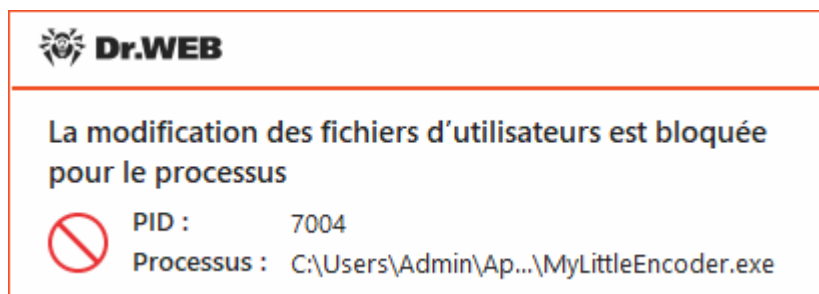 Dr.WEB
La modification des fichiers d’utilisateurs est bloquée
pour le processus
PID : 7004
Processus : C:\Users\Admin\Ap...\MyLittleEncoder.exe